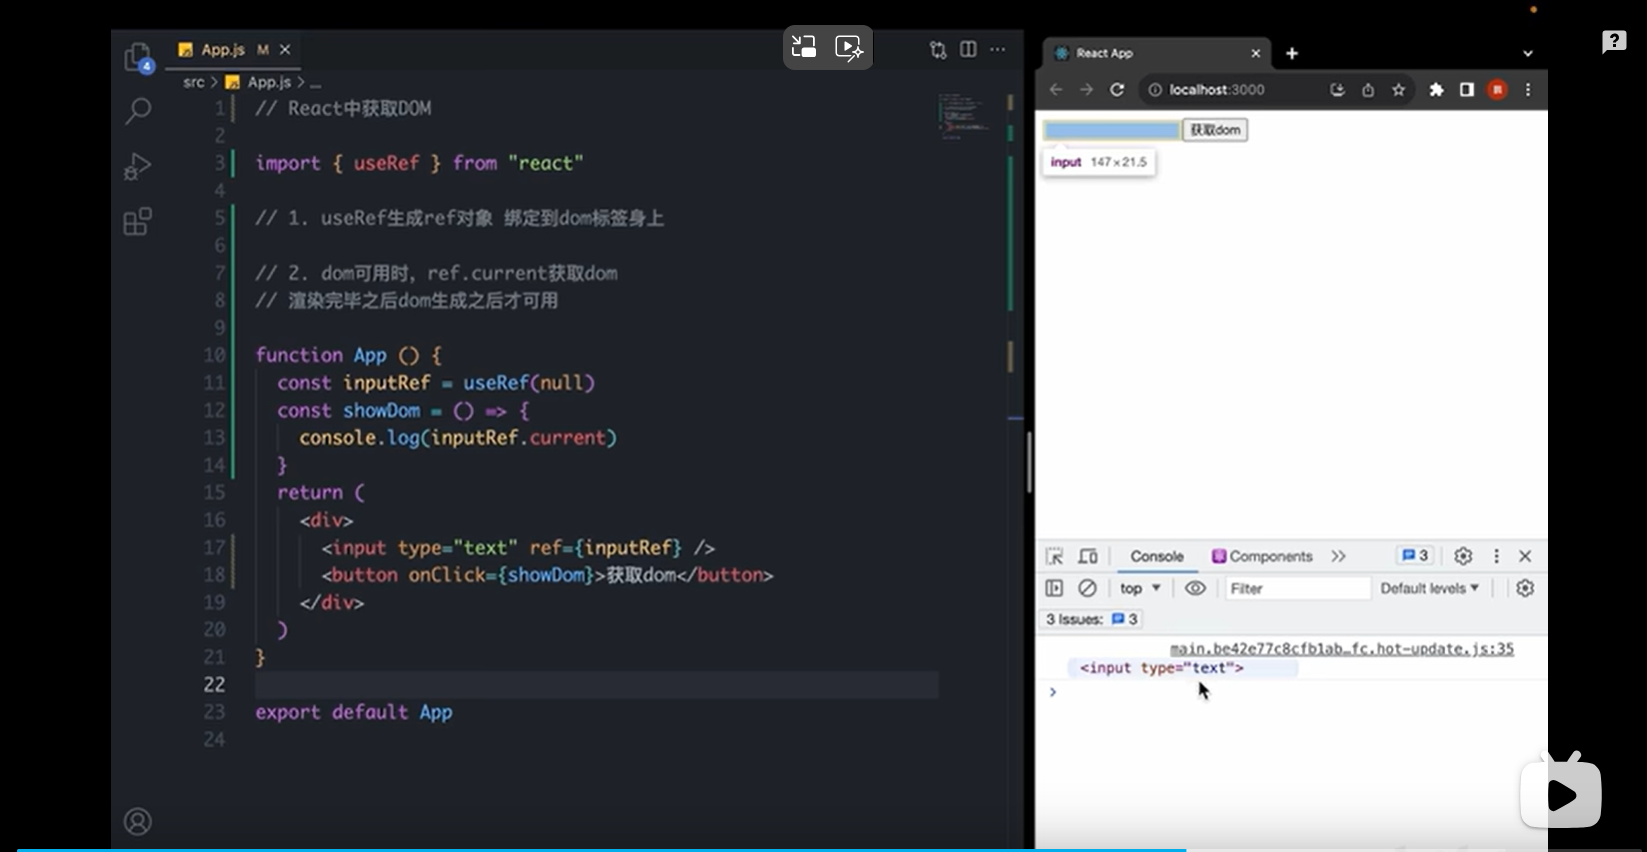 App.js M
src > App.js > ...
1 // React中获取DOM
2
3 import { useRef } from "react"
4
5 // 1. useRef生成ref对象 绑定到dom标签身上
6
7 // 2. dom可用时，ref.current获取dom
8 // 渲染完毕之后dom生成之后才可用
9
10 function App () {
11 const inputRef = useRef(null)
12 const showDom = () => {
13 console.log(inputRef.current)
14 }
15 return (
16 <div>
17 <input type="text" ref={inputRef} />
18 <button onClick={showDom}>获取dom</button>
19 </div>
20 )
21 }
22
23 export default App
24
4
React App
localhost:3000
获取dom
input 147×21.5
Console Components 3
top Filter Default levels
3 Issues: 3
main.be42e77c8cfb1ab…fc.hot-update.js:35
<input type="text">
>
?